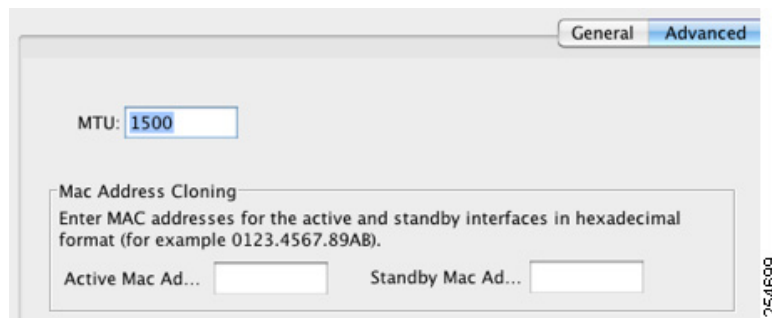 General Advanced
MTU: 1500
Mac Address Cloning
Enter MAC addresses for the active and standby interfaces in hexadecimal
format (for example 0123.4567.89AB).
Active Mac Ad... Standby Mac Ad...
254699